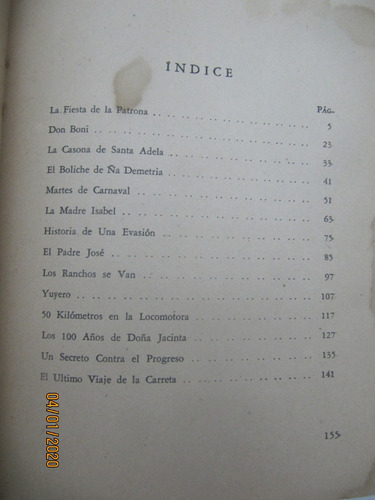 INDICE
PÁG.
La Fiesta de la Patrona 5
Don Boni 23
La Casona de Santa Adela 33
El Boliche de Ña Demetria 41
Martes de Carnaval 51
La Madre Isabel 63
Historia de Una Evasión 75
El Padre José 85
Los Ranchos se Van 97
Yuyero 107
50 Kilómetros en la Locomotora 117
Los 100 Años de Doña Jacinta 127
Un Secreto Contra el Progreso 135
El Ultimo Viaje de la Carreta 141
155
04/01/2020